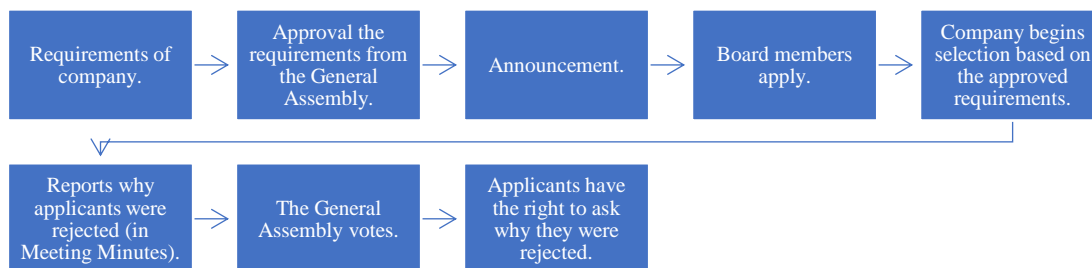 Requirements of
company.
Approval the
requirements from
the General
Assembly.
Announcement.
Board members
apply.
Company begins
selection based on
the approved
requirements.
Reports why
applicants were
rejected (in
Meeting Minutes).
The General
Assembly votes.
Applicants have
the right to ask
why they were
rejected.